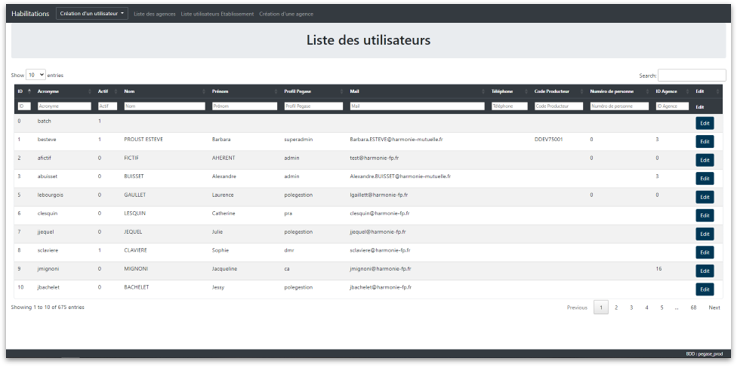 Habilitations Création d'un utilisateur Liste des agences Liste utilisateurs Etablissement Création d'une agence
Liste des utilisateurs
Show 10 entries Search:
ID Acronyme Actif Nom Prénom Profil Pegase Mail Téléphone Code Producteur Numéro de personne ID Agence Edit
ID Acronyme Actif Nom Prénom Profil Pegase Mail Téléphone Code Producteur Numéro de personne ID Agence Edit
0 batch 1 Edit
1 besteve 1 PROUST ESTEVE Barbara superadmin Barbara.ESTEVE@harmonie-mutuelle.fr DDEV75001 0 3 Edit
2 afictif 0 FICTIF AHERENT admin test@harmonie-fp.fr 0 0 Edit
3 abuisset 0 BUISSET Alexandre admin Alexandre.BUISSET@harmonie-mutuelle.fr 3 Edit
5 lebourgois 0 GAULLET Laurence polegestion lgaillett@harmonie-fp.fr 0 0 Edit
6 clesquin 0 LESQUIN Catherine pra clesquin@harmonie-fp.fr Edit
7 jjequel 0 JEQUEL Julie polegestion jjequel@harmonie-fp.fr Edit
8 sclaviere 1 CLAVIERE Sophie dmr sclaviere@harmonie-fp.fr Edit
9 jmignoni 0 MIGNONI Jacqueline ca jmignoni@harmonie-fp.fr 16 Edit
10 jbachelet 0 BACHELET Jessy polegestion jbachelet@harmonie-fp.fr Edit
Showing 1 to 10 of 675 entries Previous 1 2 3 4 5 ... 68 Next
BDD : pegase_prod